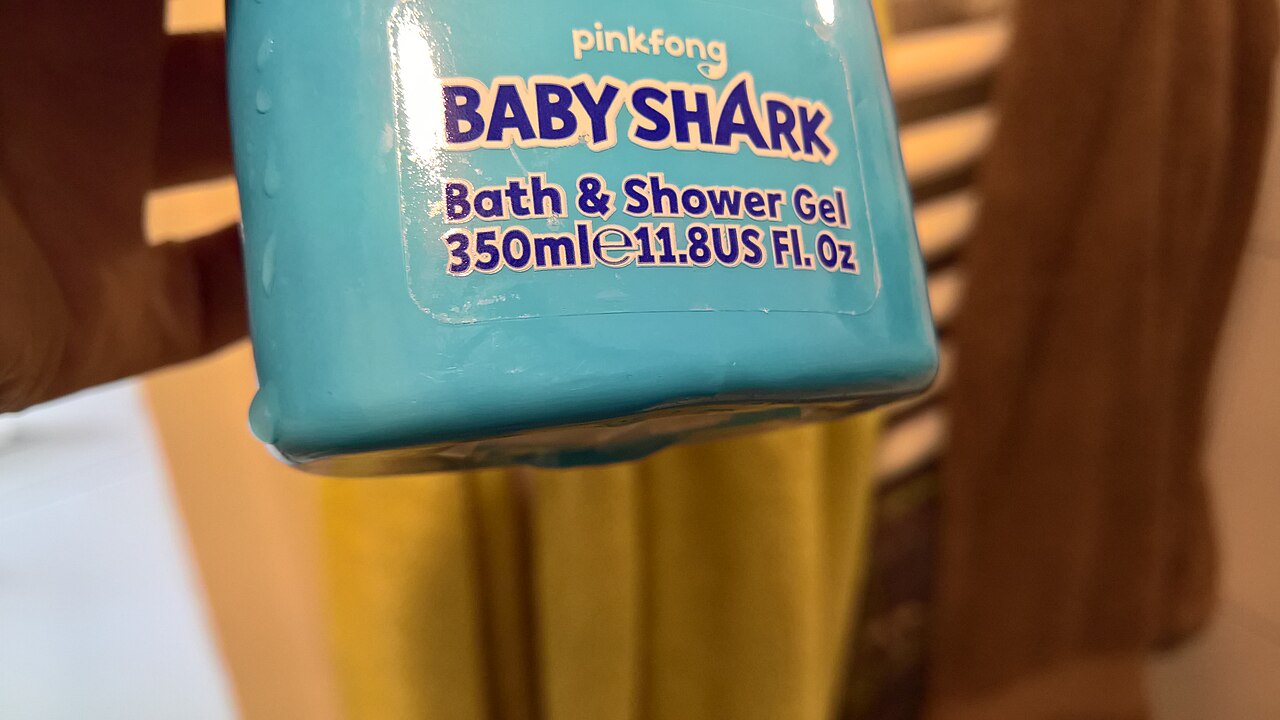 pinkfong
BABY SHARK
Bath & Shower Gel
350ml℮11.8US Fl. Oz